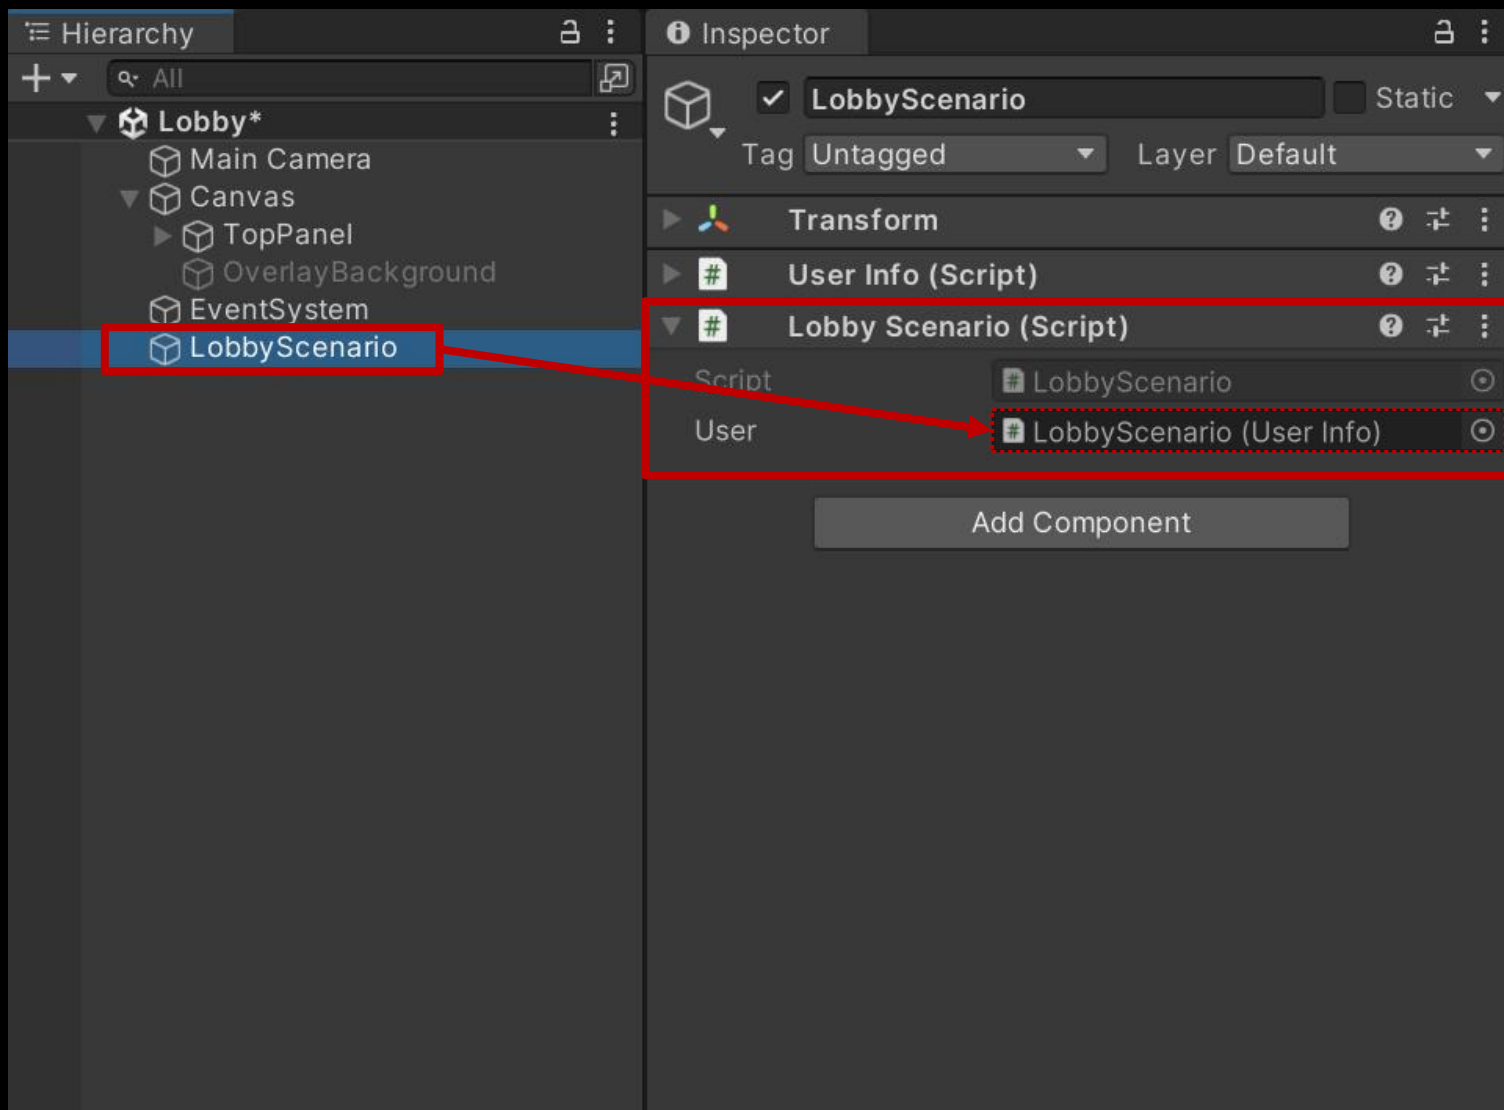 Hierarchy
All
Lobby*
Main Camera
Canvas
TopPanel
OverlayBackground
EventSystem
LobbyScenario
Inspector
LobbyScenario
Static
Tag Untagged
Layer Default
Transform
User Info (Script)
# Lobby Scenario (Script)
Script
# LobbyScenario
User
# LobbyScenario (User Info)
Add Component